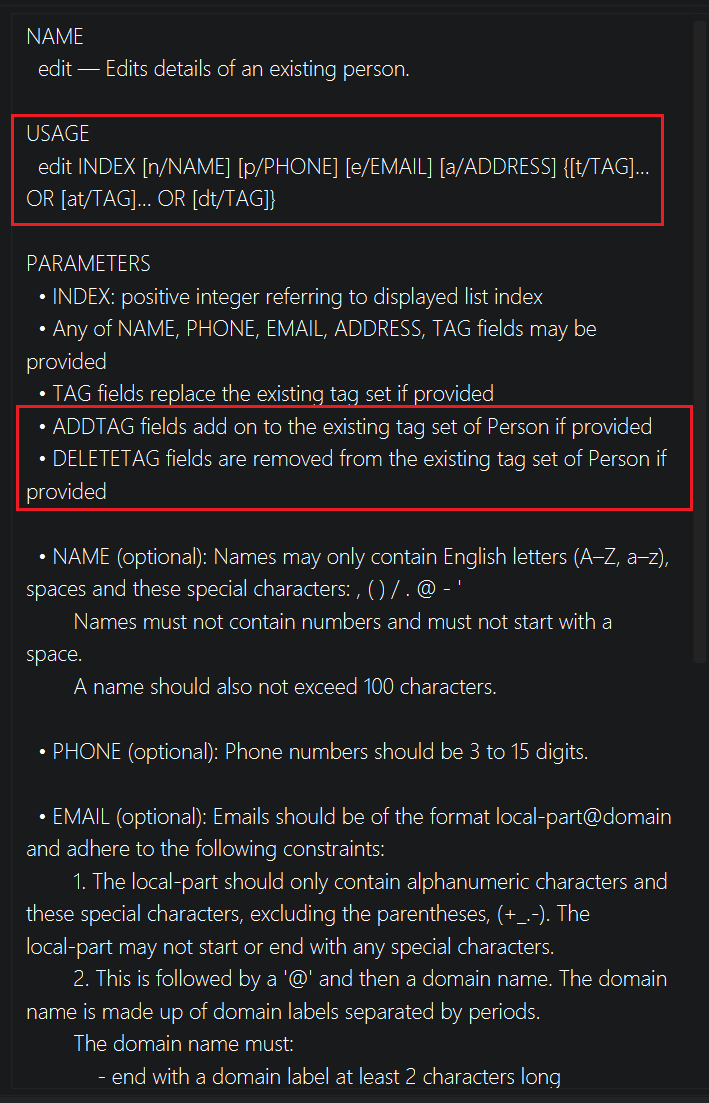 NAME
edit — Edits details of an existing person.
USAGE
edit INDEX [n/NAME] [p/PHONE] [e/EMAIL] [a/ADDRESS] {[t/TAG]...
OR [at/TAG]... OR [dt/TAG]}
PARAMETERS
• INDEX: positive integer referring to displayed list index
• Any of NAME, PHONE, EMAIL, ADDRESS, TAG fields may be
provided
• TAG fields replace the existing tag set if provided
• ADDTAG fields add on to the existing tag set of Person if provided
• DELETETAG fields are removed from the existing tag set of Person if
provided
• NAME (optional): Names may only contain English letters (A–Z, a–z),
spaces and these special characters: , ( ) / . @ - '
Names must not contain numbers and must not start with a
space.
A name should also not exceed 100 characters.
• PHONE (optional): Phone numbers should be 3 to 15 digits.
• EMAIL (optional): Emails should be of the format local-part@domain
and adhere to the following constraints:
1. The local-part should only contain alphanumeric characters and
these special characters, excluding the parentheses, (+_.-). The
local-part may not start or end with any special characters.
2. This is followed by a '@' and then a domain name. The domain
name is made up of domain labels separated by periods.
The domain name must:
- end with a domain label at least 2 characters long